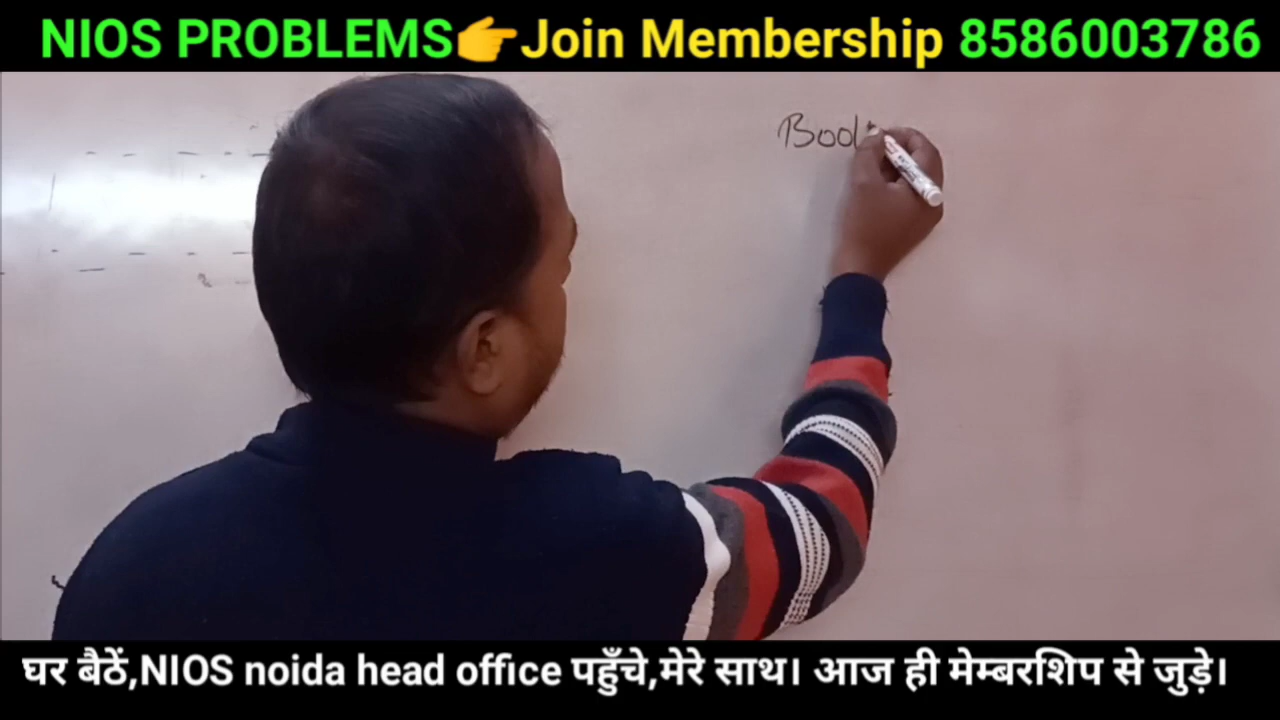 NIOS PROBLEMS👉Join Membership 8586003786
घर बैठें,NIOS noida head office पहुँचे,मेरे साथ। आज ही मेम्बरशिप से जुड़े।